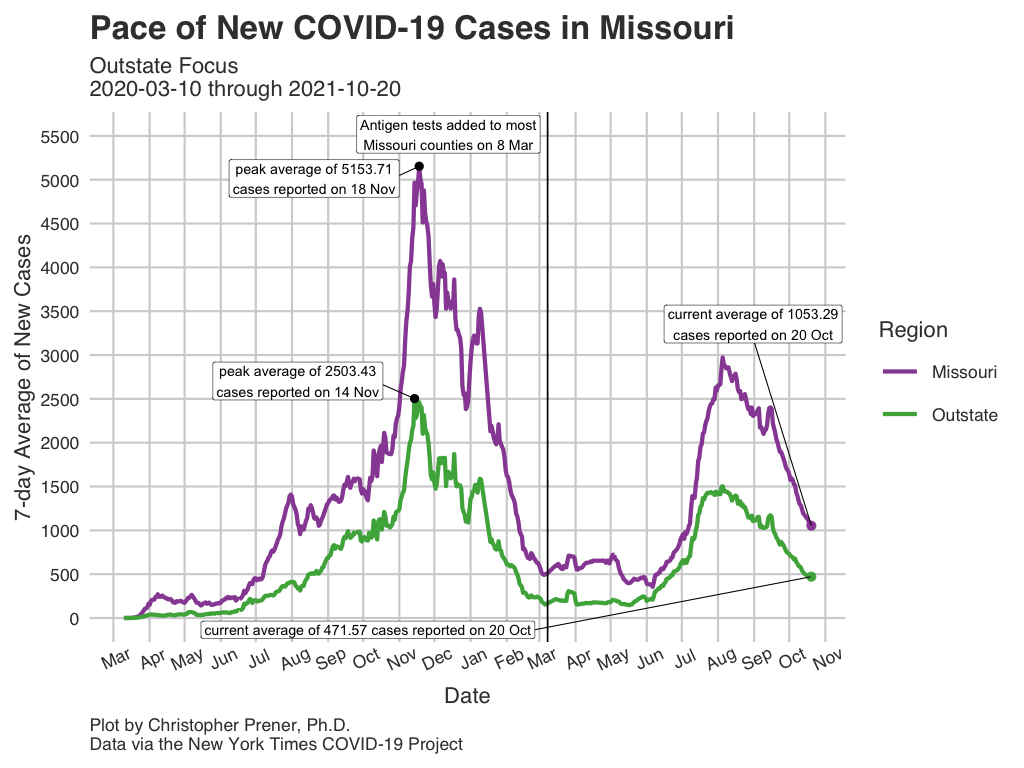 Pace of New COVID-19 Cases in Missouri
Outstate Focus
2020-03-10 through 2021-10-20
Antigen tests added to most
Missouri counties on 8 Mar
peak average of 5153.71
cases reported on 18 Nov
peak average of 2503.43
cases reported on 14 Nov
current average of 1053.29
cases reported on 20 Oct
current average of 471.57 cases reported on 20 Oct
7-day Average of New Cases
5500
5000
4500
4000
3500
3000
2500
2000
1500
1000
500
0
Mar Apr May Jun Jul Aug Sep Oct Nov Dec Jan Feb Mar Apr May Jun Jul Aug Sep Oct Nov
Date
Region
Missouri
Outstate
Plot by Christopher Prener, Ph.D.
Data via the New York Times COVID-19 Project